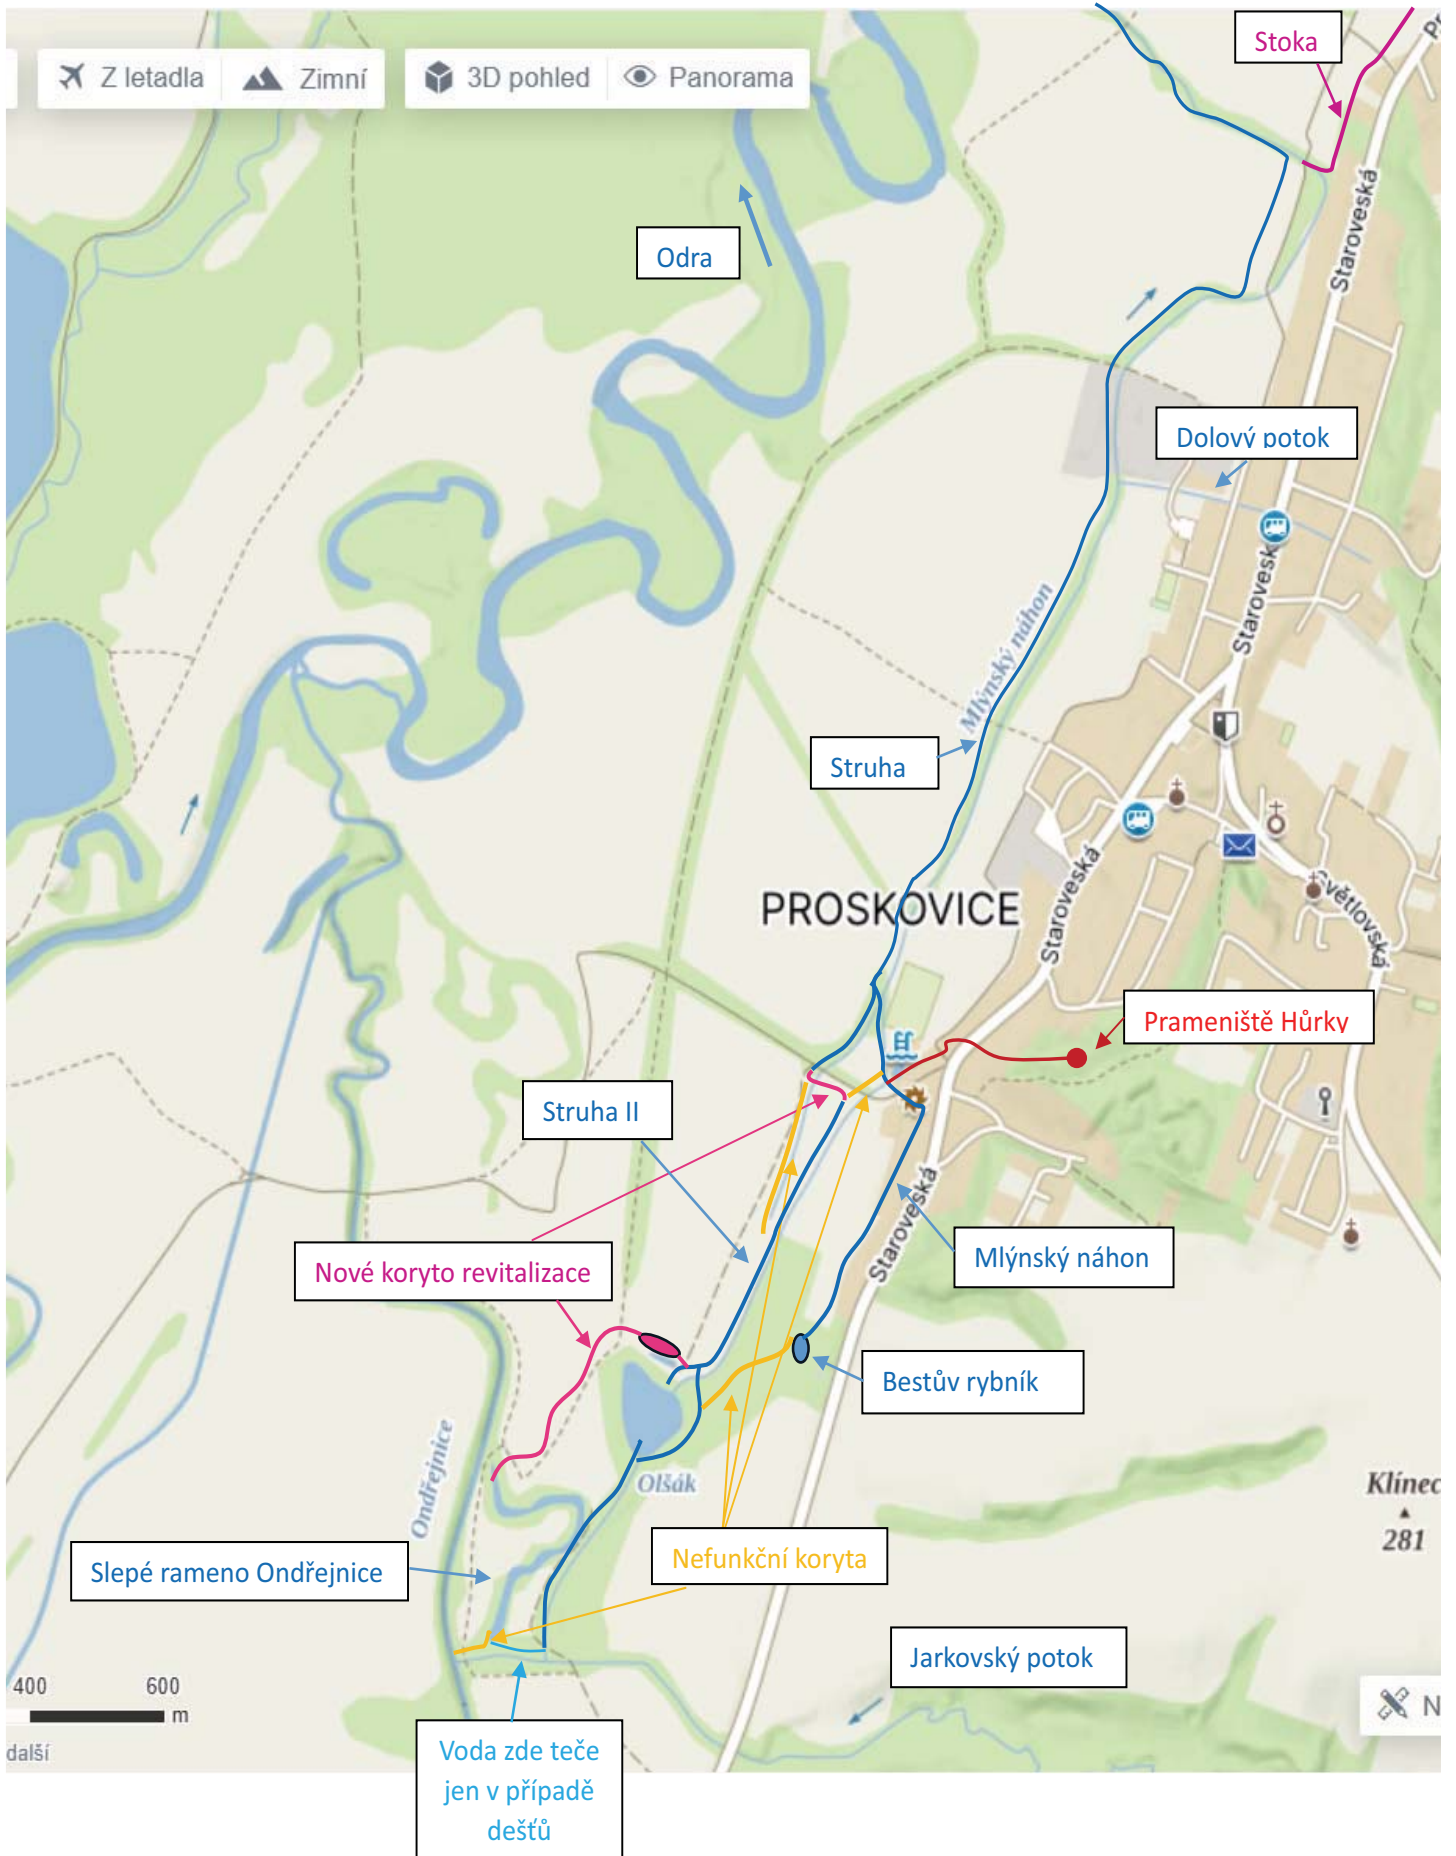 Stoka
Z letadla
Zimní
3D pohled
Panorama
Staroveská
Odra
Dolový potok
Starovesk
Mlýnský náhon
Struha
Staroveská
PROSKOVICE
Světlovská
Prameniště Hůrky
Struha II
Staroveská
Mlýnský náhon
Nové koryto revitalizace
Bestův rybník
Ondřejnice
Olšák
Klínec
281
Nefunkční koryta
Slepé rameno Ondřejnice
Jarkovský potok
400
600
m
N
další
Voda zde teče
jen v případě
dešťů